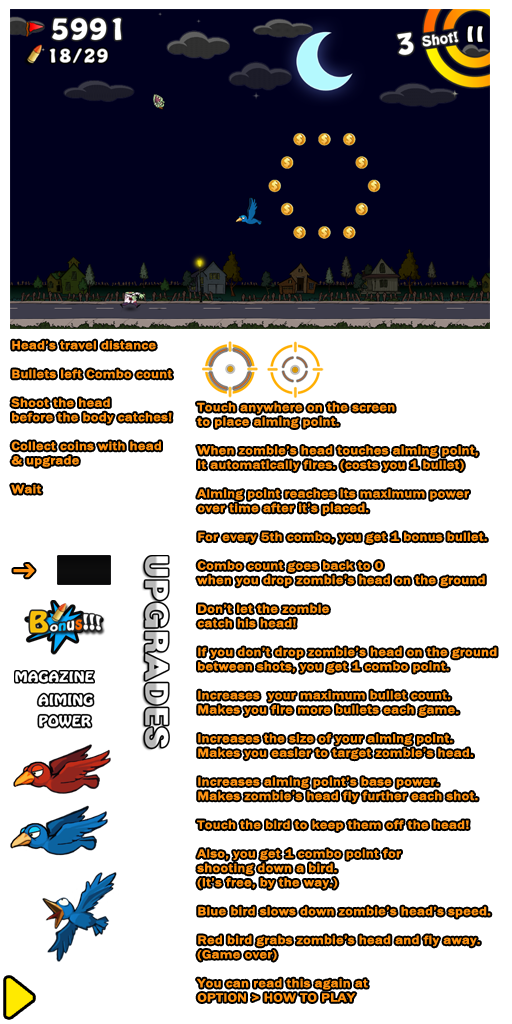 5991
18/29
3 Shot!
Head's travel distance
Bullets left Combo count
Shoot the head
before the body catches!
Collect coins with head
& upgrade
Wait
Touch anywhere on the screen
to place aiming point.
When zombie's head touches aiming point,
it automatically fires. (costs you 1 bullet)
Aiming point reaches its maximum power
over time after it's placed.
For every 5th combo, you get 1 bonus bullet.
Combo count goes back to 0
when you drop zombie's head on the ground
Don't let the zombie
catch his head!
If you don't drop zombie's head on the ground
between shots, you get 1 combo point.
Increases  your maximum bullet count.
Makes you fire more bullets each game.
Increases the size of your aiming point.
Makes you easier to target zombie's head.
Increases aiming point's base power.
Makes zombie's head fly further each shot.
Touch the bird to keep them off the head!
Also, you get 1 combo point for
shooting down a bird.
(It's free, by the way.)
Blue bird slows down zombie's head's speed.
Red bird grabs zombie's head and fly away.
(Game over)
You can read this again at
OPTION > HOW TO PLAY
Bonus!!!
MAGAZINE
AIMING
POWER
UPGRADES